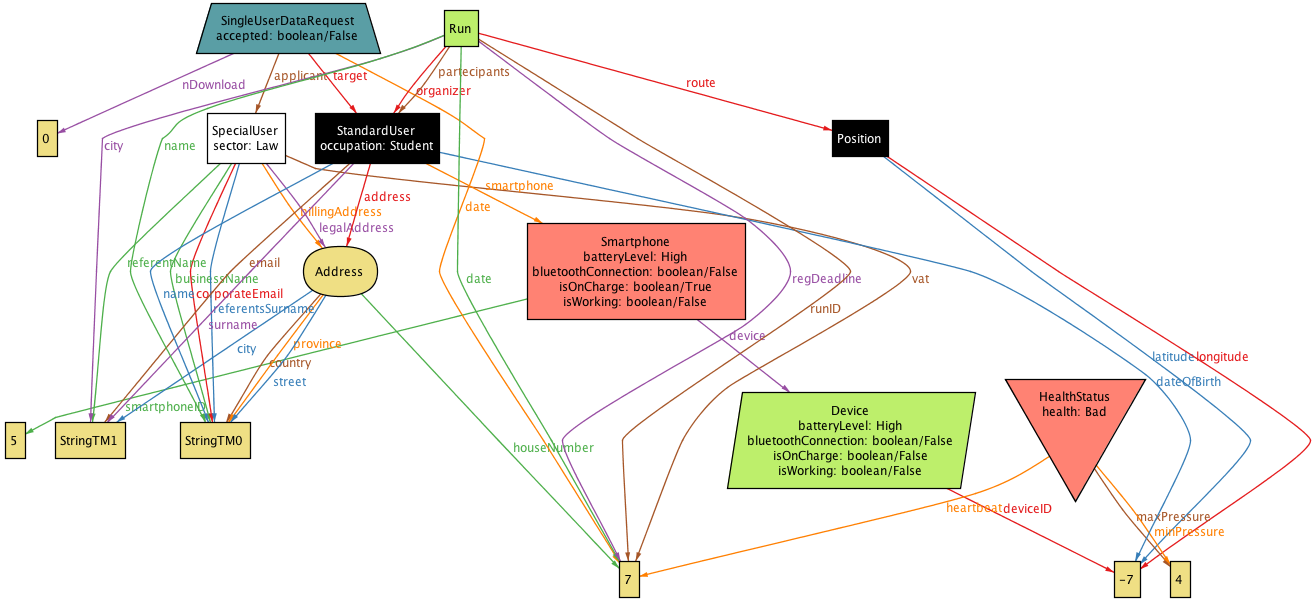 SingleUserDataRequest
accepted: boolean/False
Run
nDownload
applicant
target
partecipants
organizer
route
0
city
name
SpecialUser
sector: Law
StandardUser
occupation: Student
Position
smartphone
address
date
billingAddress
legalAddress
Smartphone
batteryLevel: High
bluetoothConnection: boolean/False
isOnCharge: boolean/True
isWorking: boolean/False
Address
referentName
email
businessName
date
regDeadline
vat
name
corporateEmail
referentsSurname
runID
surname
device
city
province
country
street
latitude
longitude
dateOfBirth
smartphoneID
Device
batteryLevel: High
bluetoothConnection: boolean/False
isOnCharge: boolean/False
isWorking: boolean/False
HealthStatus
health: Bad
5
StringTM1
StringTM0
houseNumber
heartbeat
deviceID
maxPressure
minPressure
7
-7
4